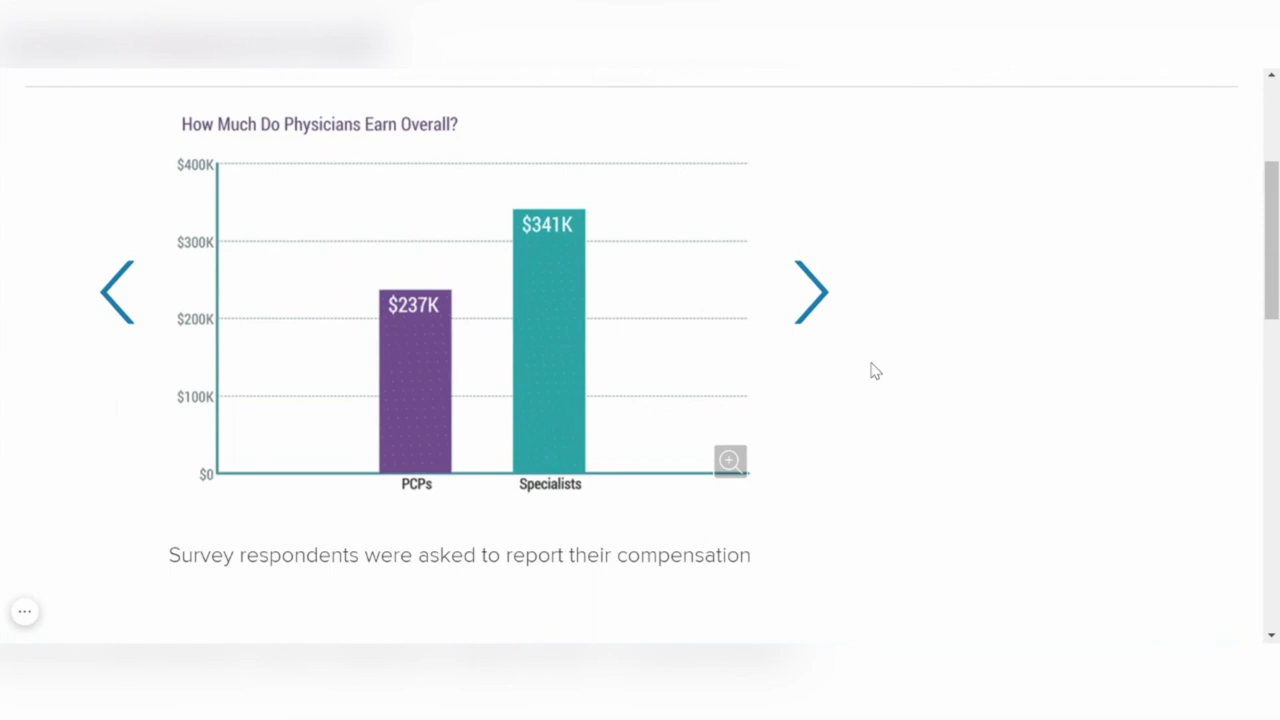 How Much Do Physicians Earn Overall?
$400K
$341K
$300K
$237K
$200K
$100K
$0
PCPs Specialists
Survey respondents were asked to report their compensation
...